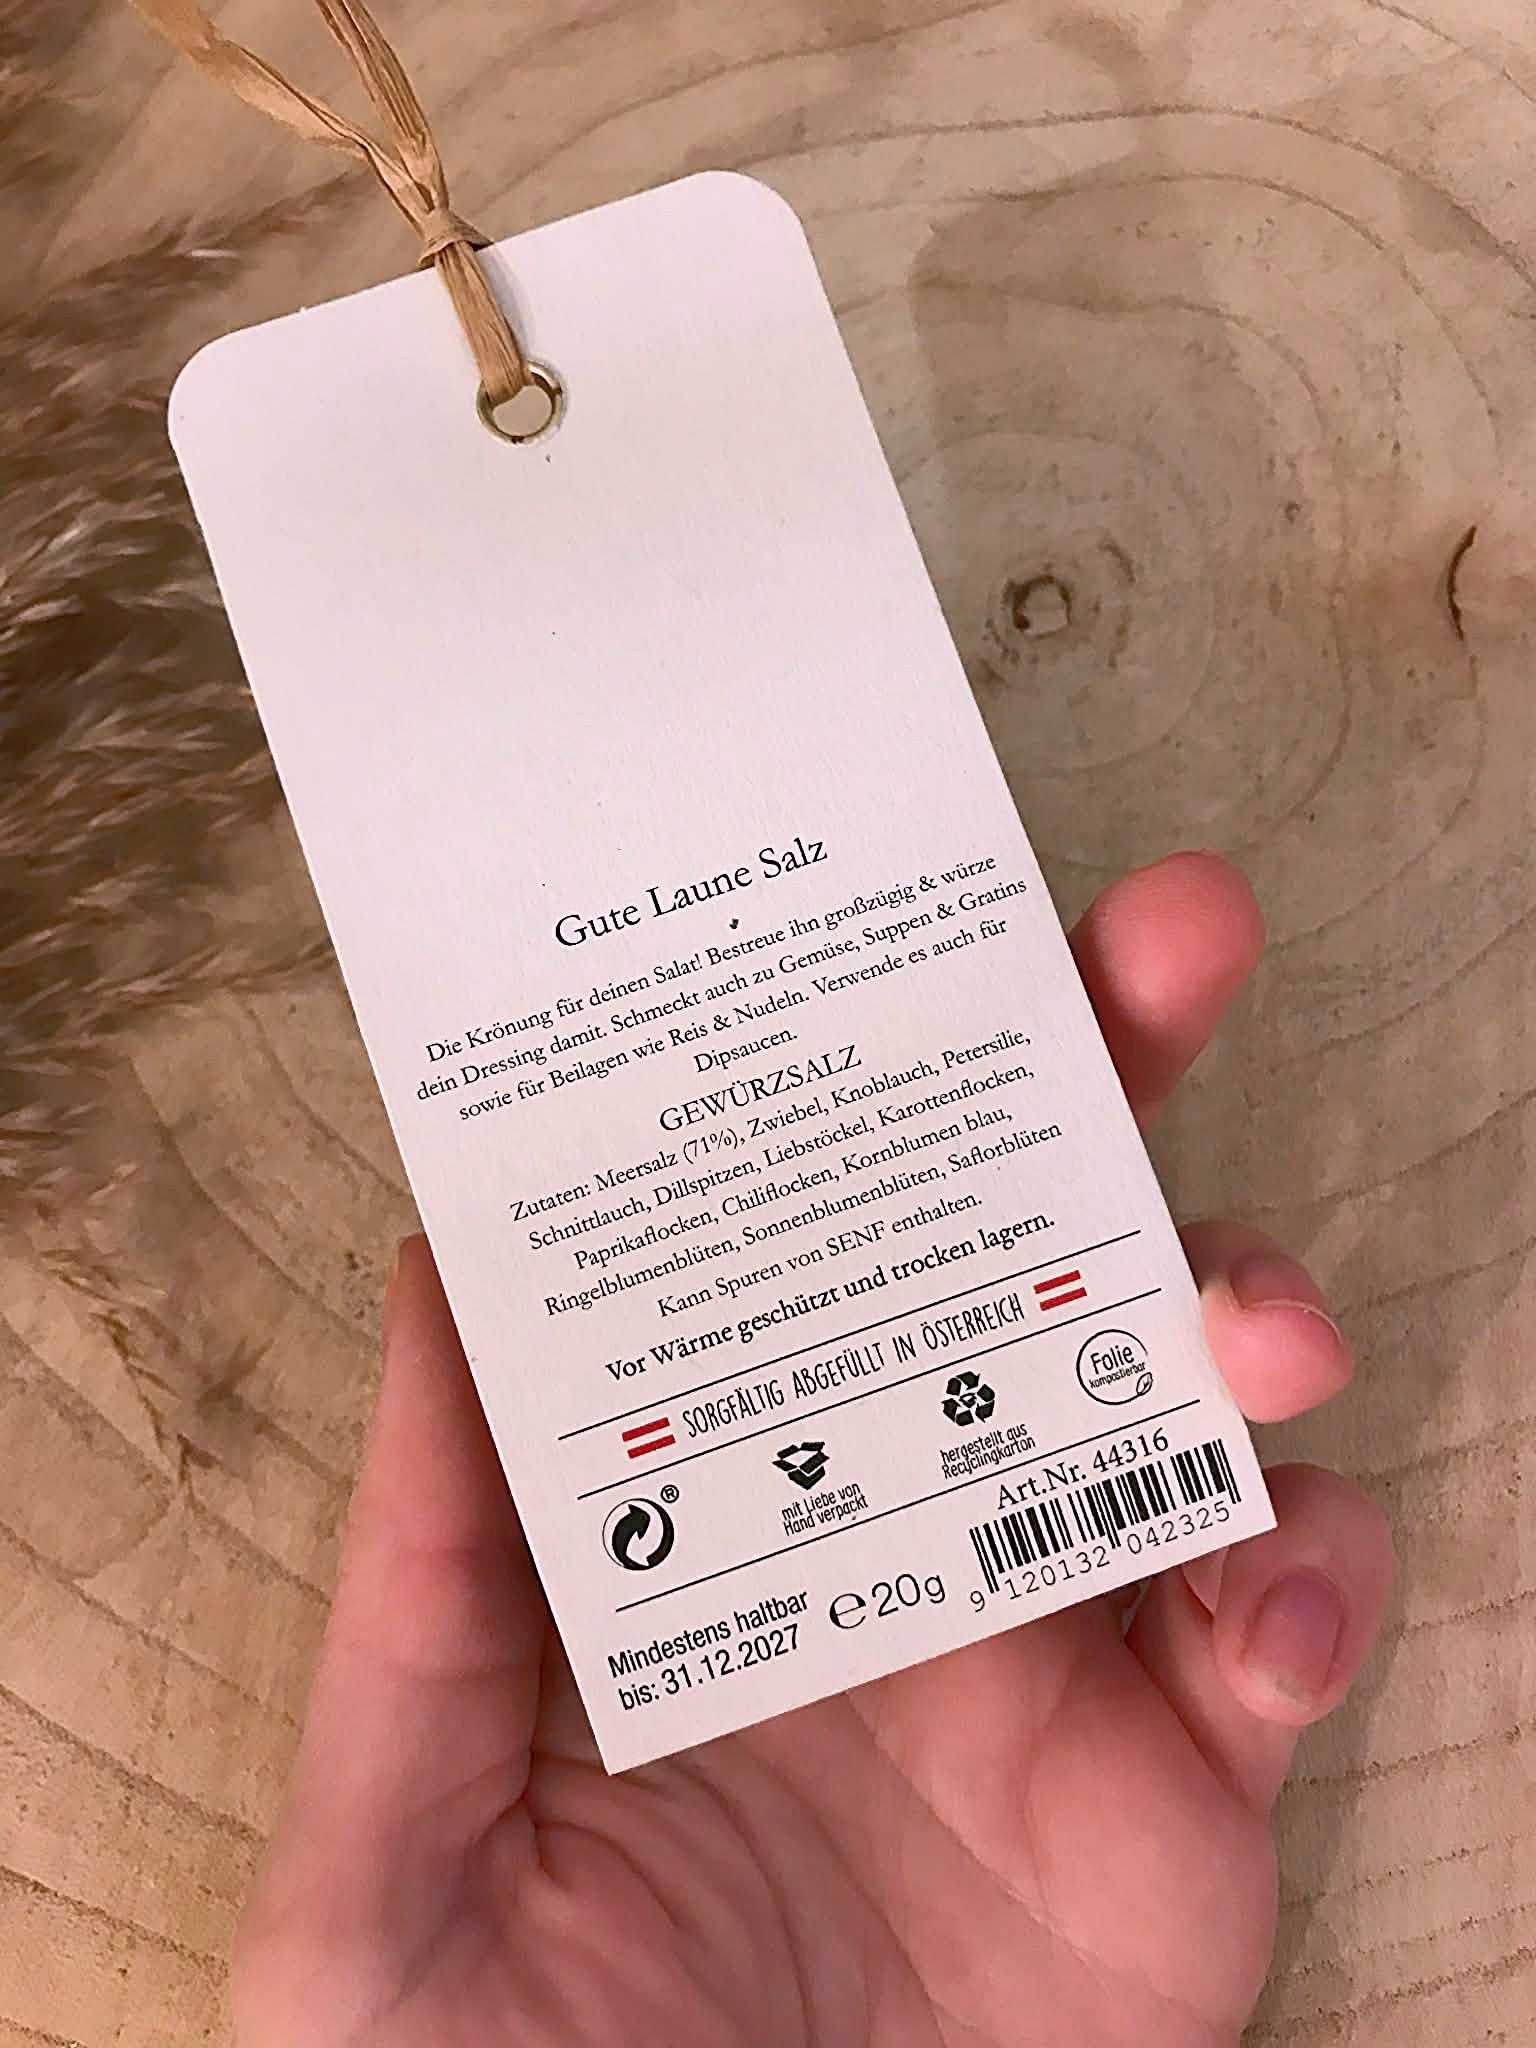 Gute Laune Salz
Die Krönung für deinen Salat! Bestreue ihn großzügig & würze
dein Dressing damit. Schmeckt auch zu Gemüse, Suppen & Gratins
sowie für Beilagen wie Reis & Nudeln. Verwende es auch für
Dipsaucen.
GEWÜRZSALZ
Zutaten: Meersalz (71%), Zwiebel, Knoblauch, Petersilie,
Schnittlauch, Dillspitzen, Liebstöckel, Karottenflocken,
Paprikaflocken, Chiliflocken, Kornblumen blau,
Ringelblumenblüten, Sonnenblumenblüten, Saflorblüten
Kann Spuren von SENF enthalten.
Vor Wärme geschützt und trocken lagern.
SORGFÄLTIG ABGEFÜLLT IN ÖSTERREICH
®
mit Liebe von
Hand verpackt
hergestellt aus
Recyclingkarton
Folie
kompostierbar
Art.Nr. 44316
Mindestens haltbar
bis: 31.12.2027
℮20g
9 120132 042325